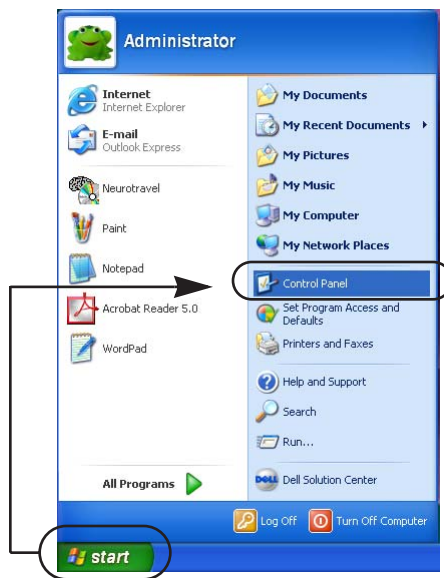 Administrator
Internet
Internet Explorer
E-mail
Outlook Express
Neurotravel
Paint
Notepad
Acrobat Reader 5.0
WordPad
All Programs
My Documents
My Recent Documents
My Pictures
My Music
My Computer
My Network Places
Control Panel
Set Program Access and
Defaults
Printers and Faxes
Help and Support
Search
Run...
DELL Dell Solution Center
Log Off Turn Off Computer
start